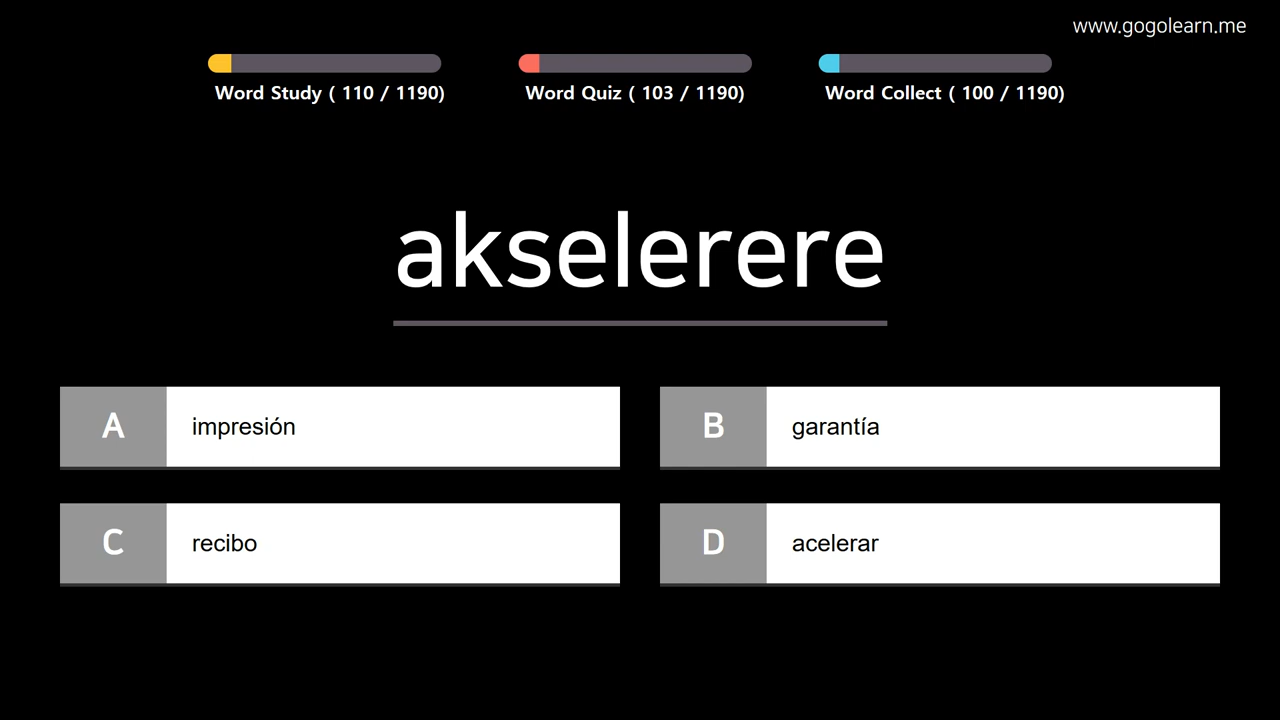 www.gogolearn.me
Word Study ( 110 / 1190)
Word Quiz ( 103 / 1190)
Word Collect ( 100 / 1190)
akselerere
A
impresión
B
garantía
C
recibo
D
acelerar